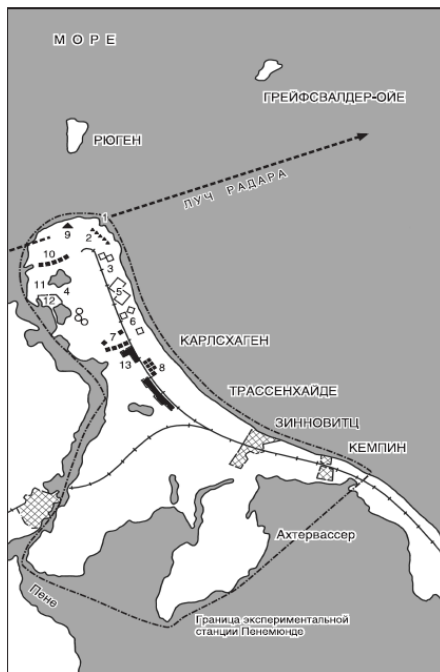 МОРЕ
ГРЕЙФСВАЛДЕР-ОЙЕ
РЮГЕН
ЛУЧ РАДАРА
1
9
2
10
3
11
4
5
12
6
7
КАРЛСХАГЕН
13
8
ТРАССЕНХАЙДЕ
ЗИННОВИТЦ
КЕМПИН
Ахтервассер
Пене
Граница экспериментальной
станции Пенемюнде